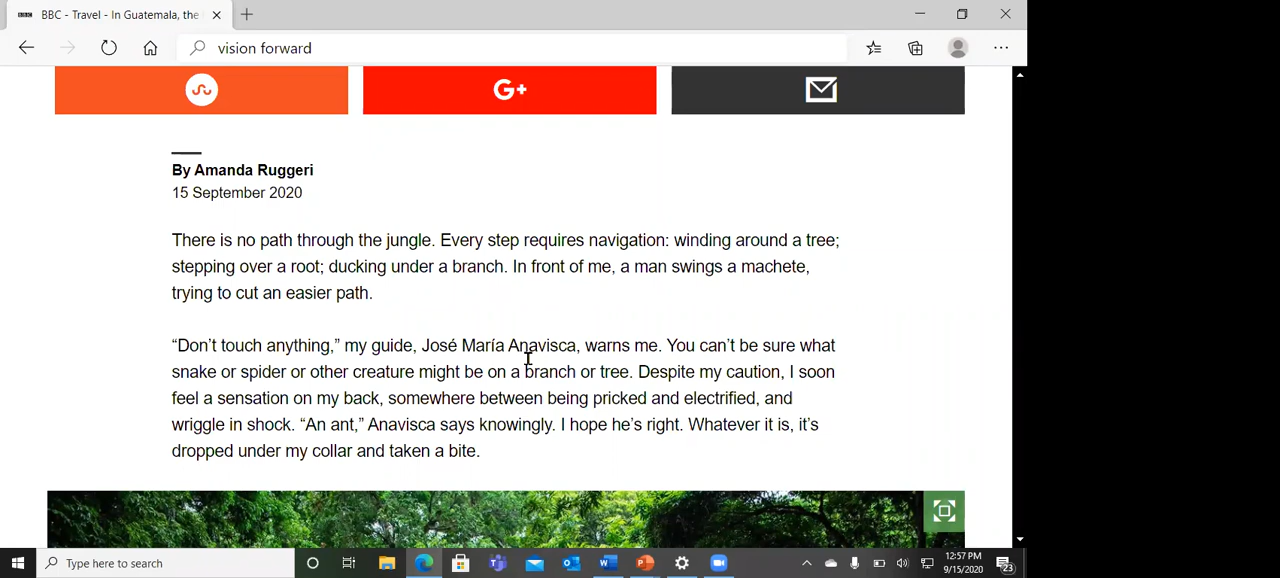 BBC - Travel - In Guatemala, the
vision forward
G+
By Amanda Ruggeri
15 September 2020
There is no path through the jungle. Every step requires navigation: winding around a tree;
stepping over a root; ducking under a branch. In front of me, a man swings a machete,
trying to cut an easier path.
“Don’t touch anything,” my guide, José María Anavisca, warns me. You can’t be sure what
snake or spider or other creature might be on a branch or tree. Despite my caution, I soon
feel a sensation on my back, somewhere between being pricked and electrified, and
wriggle in shock. “An ant,” Anavisca says knowingly. I hope he’s right. Whatever it is, it’s
dropped under my collar and taken a bite.
Type here to search
12:57 PM
9/15/2020
23